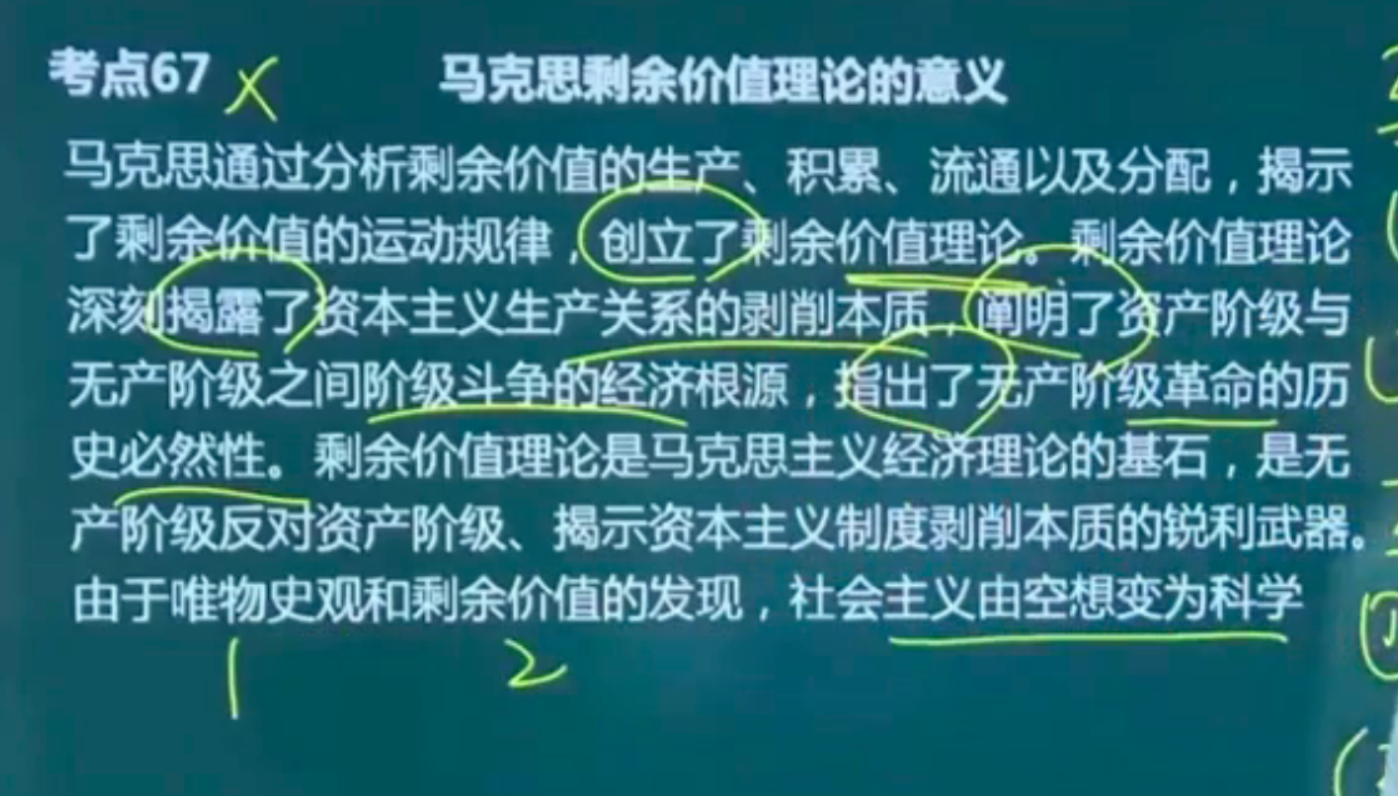 考点67 X 马克思剩余价值理论的意义
马克思通过分析剩余价值的生产、积累、流通以及分配，揭示
了剩余价值的运动规律，创立了剩余价值理论。剩余价值理论
深刻揭露了资本主义生产关系的剥削本质，阐明了资产阶级与
无产阶级之间阶级斗争的经济根源，指出了无产阶级革命的历
史必然性。剩余价值理论是马克思主义经济理论的基石，是无
产阶级反对资产阶级、揭示资本主义制度剥削本质的锐利武器。
由于唯物史观和剩余价值的发现，社会主义由空想变为科学
1 2